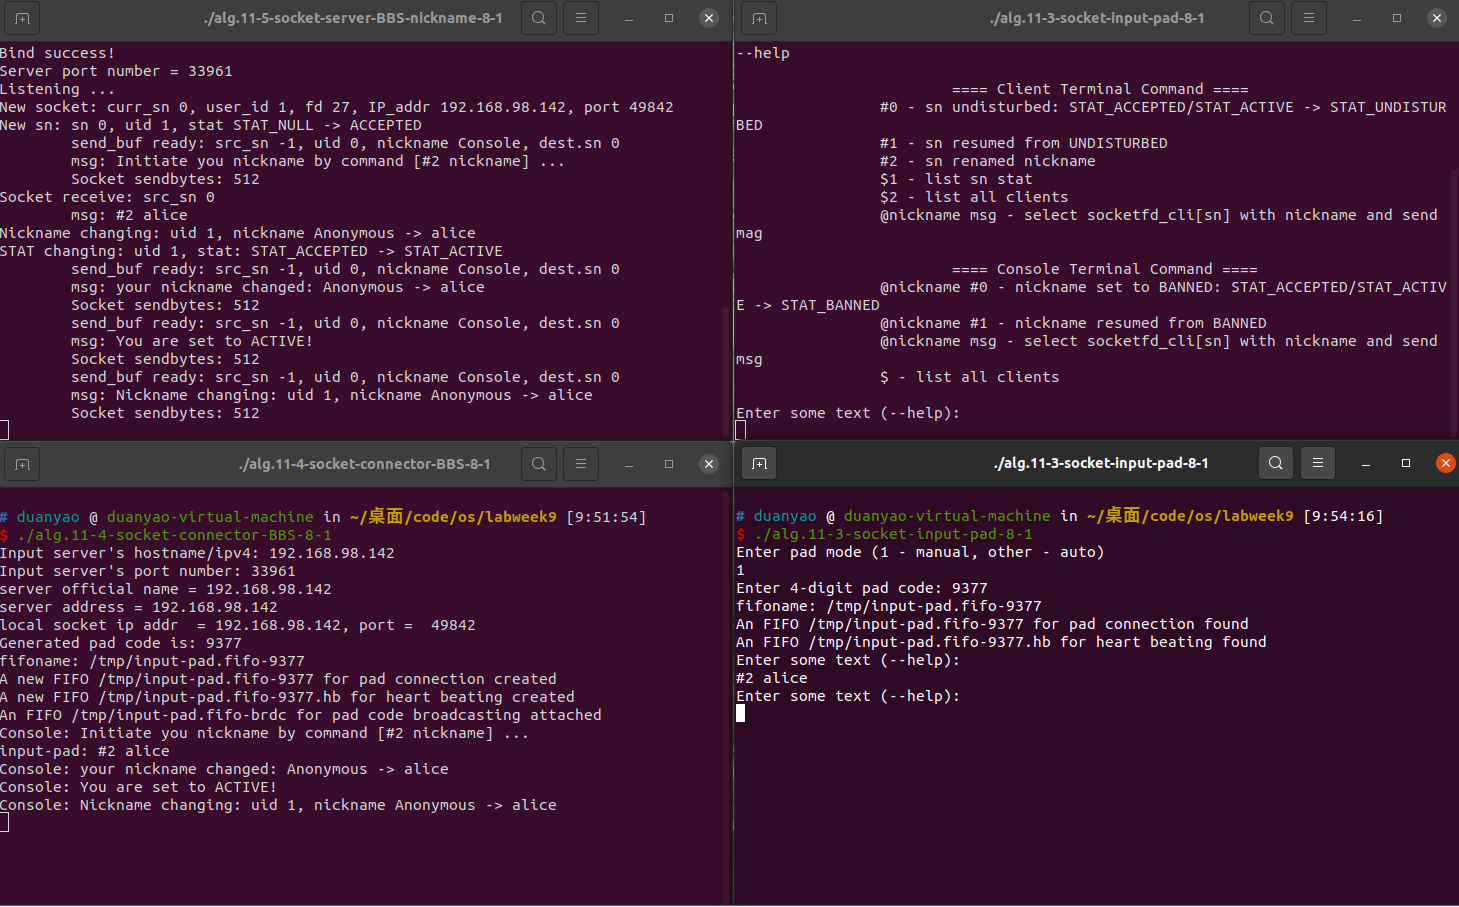 ./alg.11-5-socket-server-BBS-nickname-8-1
Bind success!
Server port number = 33961
Listening ...
New socket: curr_sn 0, user_id 1, fd 27, IP_addr 192.168.98.142, port 49842
New sn: sn 0, uid 1, stat STAT_NULL -> ACCEPTED
        send_buf ready: src_sn -1, uid 0, nickname Console, dest.sn 0
        msg: Initiate you nickname by command [#2 nickname] ...
        Socket sendbytes: 512
Socket receive: src_sn 0
        msg: #2 alice
Nickname changing: uid 1, nickname Anonymous -> alice
STAT changing: uid 1, stat: STAT_ACCEPTED -> STAT_ACTIVE
        send_buf ready: src_sn -1, uid 0, nickname Console, dest.sn 0
        msg: your nickname changed: Anonymous -> alice
        Socket sendbytes: 512
        send_buf ready: src_sn -1, uid 0, nickname Console, dest.sn 0
        msg: You are set to ACTIVE!
        Socket sendbytes: 512
        send_buf ready: src_sn -1, uid 0, nickname Console, dest.sn 0
        msg: Nickname changing: uid 1, nickname Anonymous -> alice
        Socket sendbytes: 512
./alg.11-3-socket-input-pad-8-1
--help
                        ==== Client Terminal Command ====
                #0 - sn undisturbed: STAT_ACCEPTED/STAT_ACTIVE -> STAT_UNDISTUR
BED
                #1 - sn resumed from UNDISTURBED
                #2 - sn renamed nickname
                $1 - list sn stat
                $2 - list all clients
                @nickname msg - select socketfd_cli[sn] with nickname and send
mag
                        ==== Console Terminal Command ====
                @nickname #0 - nickname set to BANNED: STAT_ACCEPTED/STAT_ACTIV
E -> STAT_BANNED
                @nickname #1 - nickname resumed from BANNED
                @nickname msg - select socketfd_cli[sn] with nickname and send
msg
                $ - list all clients
Enter some text (--help):
./alg.11-4-socket-connector-BBS-8-1
# duanyao @ duanyao-virtual-machine in ~/桌面/code/os/labweek9 [9:51:54]
$ ./alg.11-4-socket-connector-BBS-8-1
Input server's hostname/ipv4: 192.168.98.142
Input server's port number: 33961
server official name = 192.168.98.142
server address = 192.168.98.142
local socket ip addr  = 192.168.98.142, port =  49842
Generated pad code is: 9377
fifoname: /tmp/input-pad.fifo-9377
A new FIFO /tmp/input-pad.fifo-9377 for pad connection created
A new FIFO /tmp/input-pad.fifo-9377.hb for heart beating created
An FIFO /tmp/input-pad.fifo-brdc for pad code broadcasting attached
Console: Initiate you nickname by command [#2 nickname] ...
input-pad: #2 alice
Console: your nickname changed: Anonymous -> alice
Console: You are set to ACTIVE!
Console: Nickname changing: uid 1, nickname Anonymous -> alice
./alg.11-3-socket-input-pad-8-1
# duanyao @ duanyao-virtual-machine in ~/桌面/code/os/labweek9 [9:54:16]
$ ./alg.11-3-socket-input-pad-8-1
Enter pad mode (1 - manual, other - auto)
1
Enter 4-digit pad code: 9377
fifoname: /tmp/input-pad.fifo-9377
An FIFO /tmp/input-pad.fifo-9377 for pad connection found
An FIFO /tmp/input-pad.fifo-9377.hb for heart beating found
Enter some text (--help):
#2 alice
Enter some text (--help):